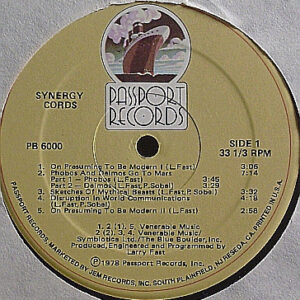 PASSPORT
RECORDS
SYNERGY
CORDS
PB 6000
SIDE 1
33 1/3 RPM
1. On Presuming To Be Modern I (L.Fast) 3:05
2. Phobos And Deimos Go To Mars 7:14
Part 1 – Phobos (L.Fast) 3:45
Part 2 – Deimos (L.Fast,P.Sobel) 3:29
3. Sketches Of Mythical Beasts (L.Fast,P.Sobel) 3:32
4. Disruption In World Communications 4:18
(L.Fast,P.Sobel)
5. On Presuming To Be Modern II (L.Fast) 2:58
1, 2 (1), 5, Venerable Music
2 (2), 3, 4, Venerable Music/
Symbiotics Ltd./The Blue Boulder, Inc.
Produced, Engineered and Programmed by
Larry Fast
℗ 1978 Passport Records, Inc.
PASSPORT RECORDS, MARKETED BY JEM RECORDS, INC. SOUTH PLAINFIELD, NJ/RESEDA, CA. PRINTED IN U.S.A.